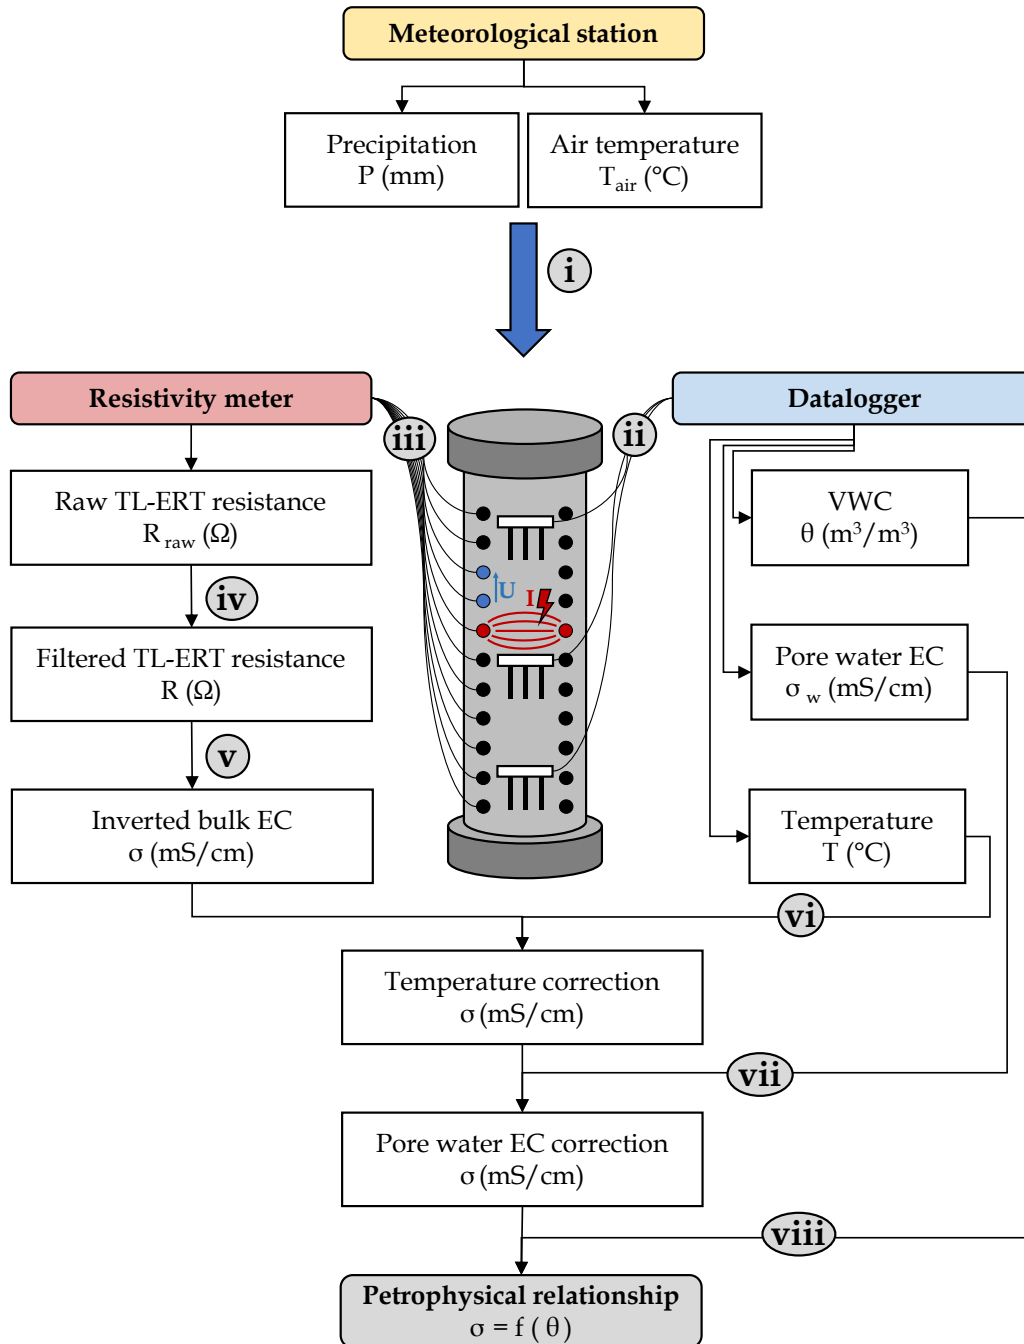 Meteorological station
Precipitation
P (mm)
Air temperature
T_air (°C)
i
Resistivity meter
Datalogger
iii
ii
Raw TL-ERT resistance
R raw (Ω)
VWC
θ (m³/m³)
U
I
iv
Filtered TL-ERT resistance
R (Ω)
Pore water EC
σ w (mS/cm)
v
Inverted bulk EC
σ (mS/cm)
Temperature
T (°C)
vi
Temperature correction
σ (mS/cm)
vii
Pore water EC correction
σ (mS/cm)
viii
Petrophysical relationship
σ = f ( θ )